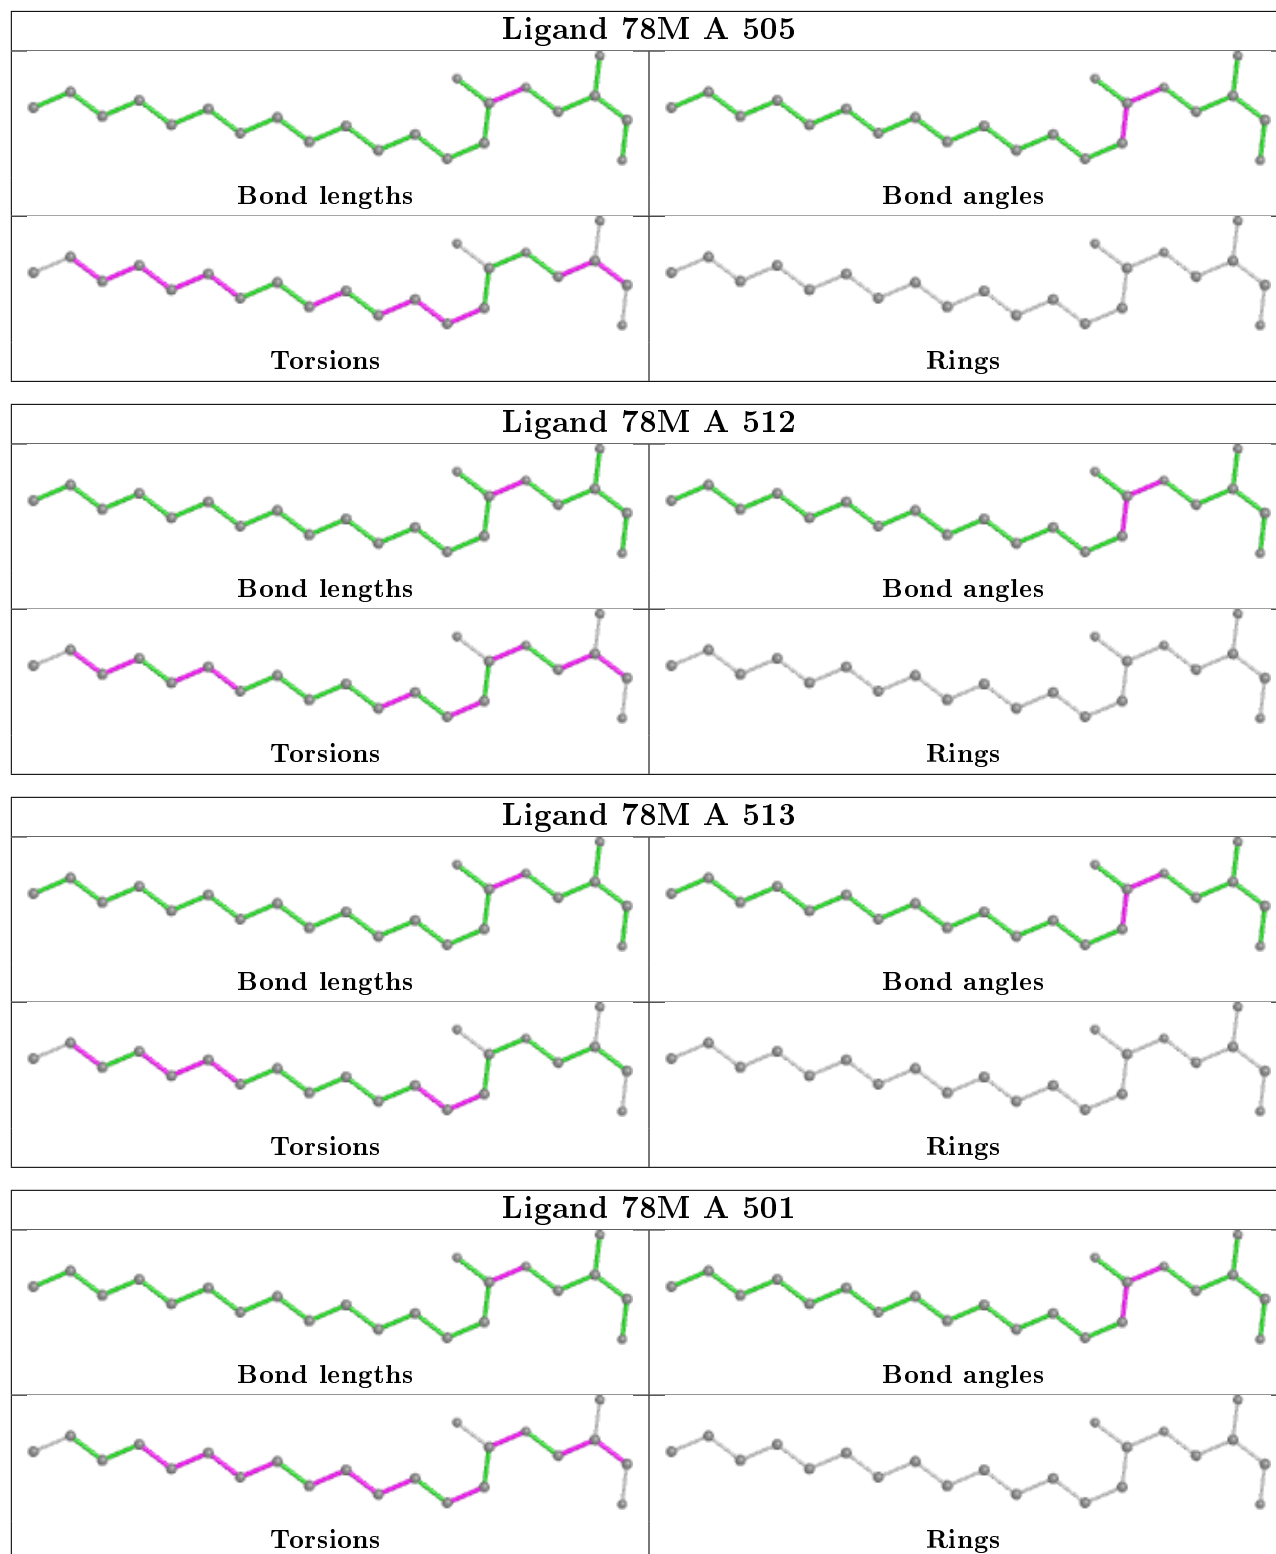 Ligand 78M A 505
Bond lengths
Bond angles
Torsions
Rings
Ligand 78M A 512
Bond lengths
Bond angles
Torsions
Rings
Ligand 78M A 513
Bond lengths
Bond angles
Torsions
Rings
Ligand 78M A 501
Bond lengths
Bond angles
Torsions
Rings